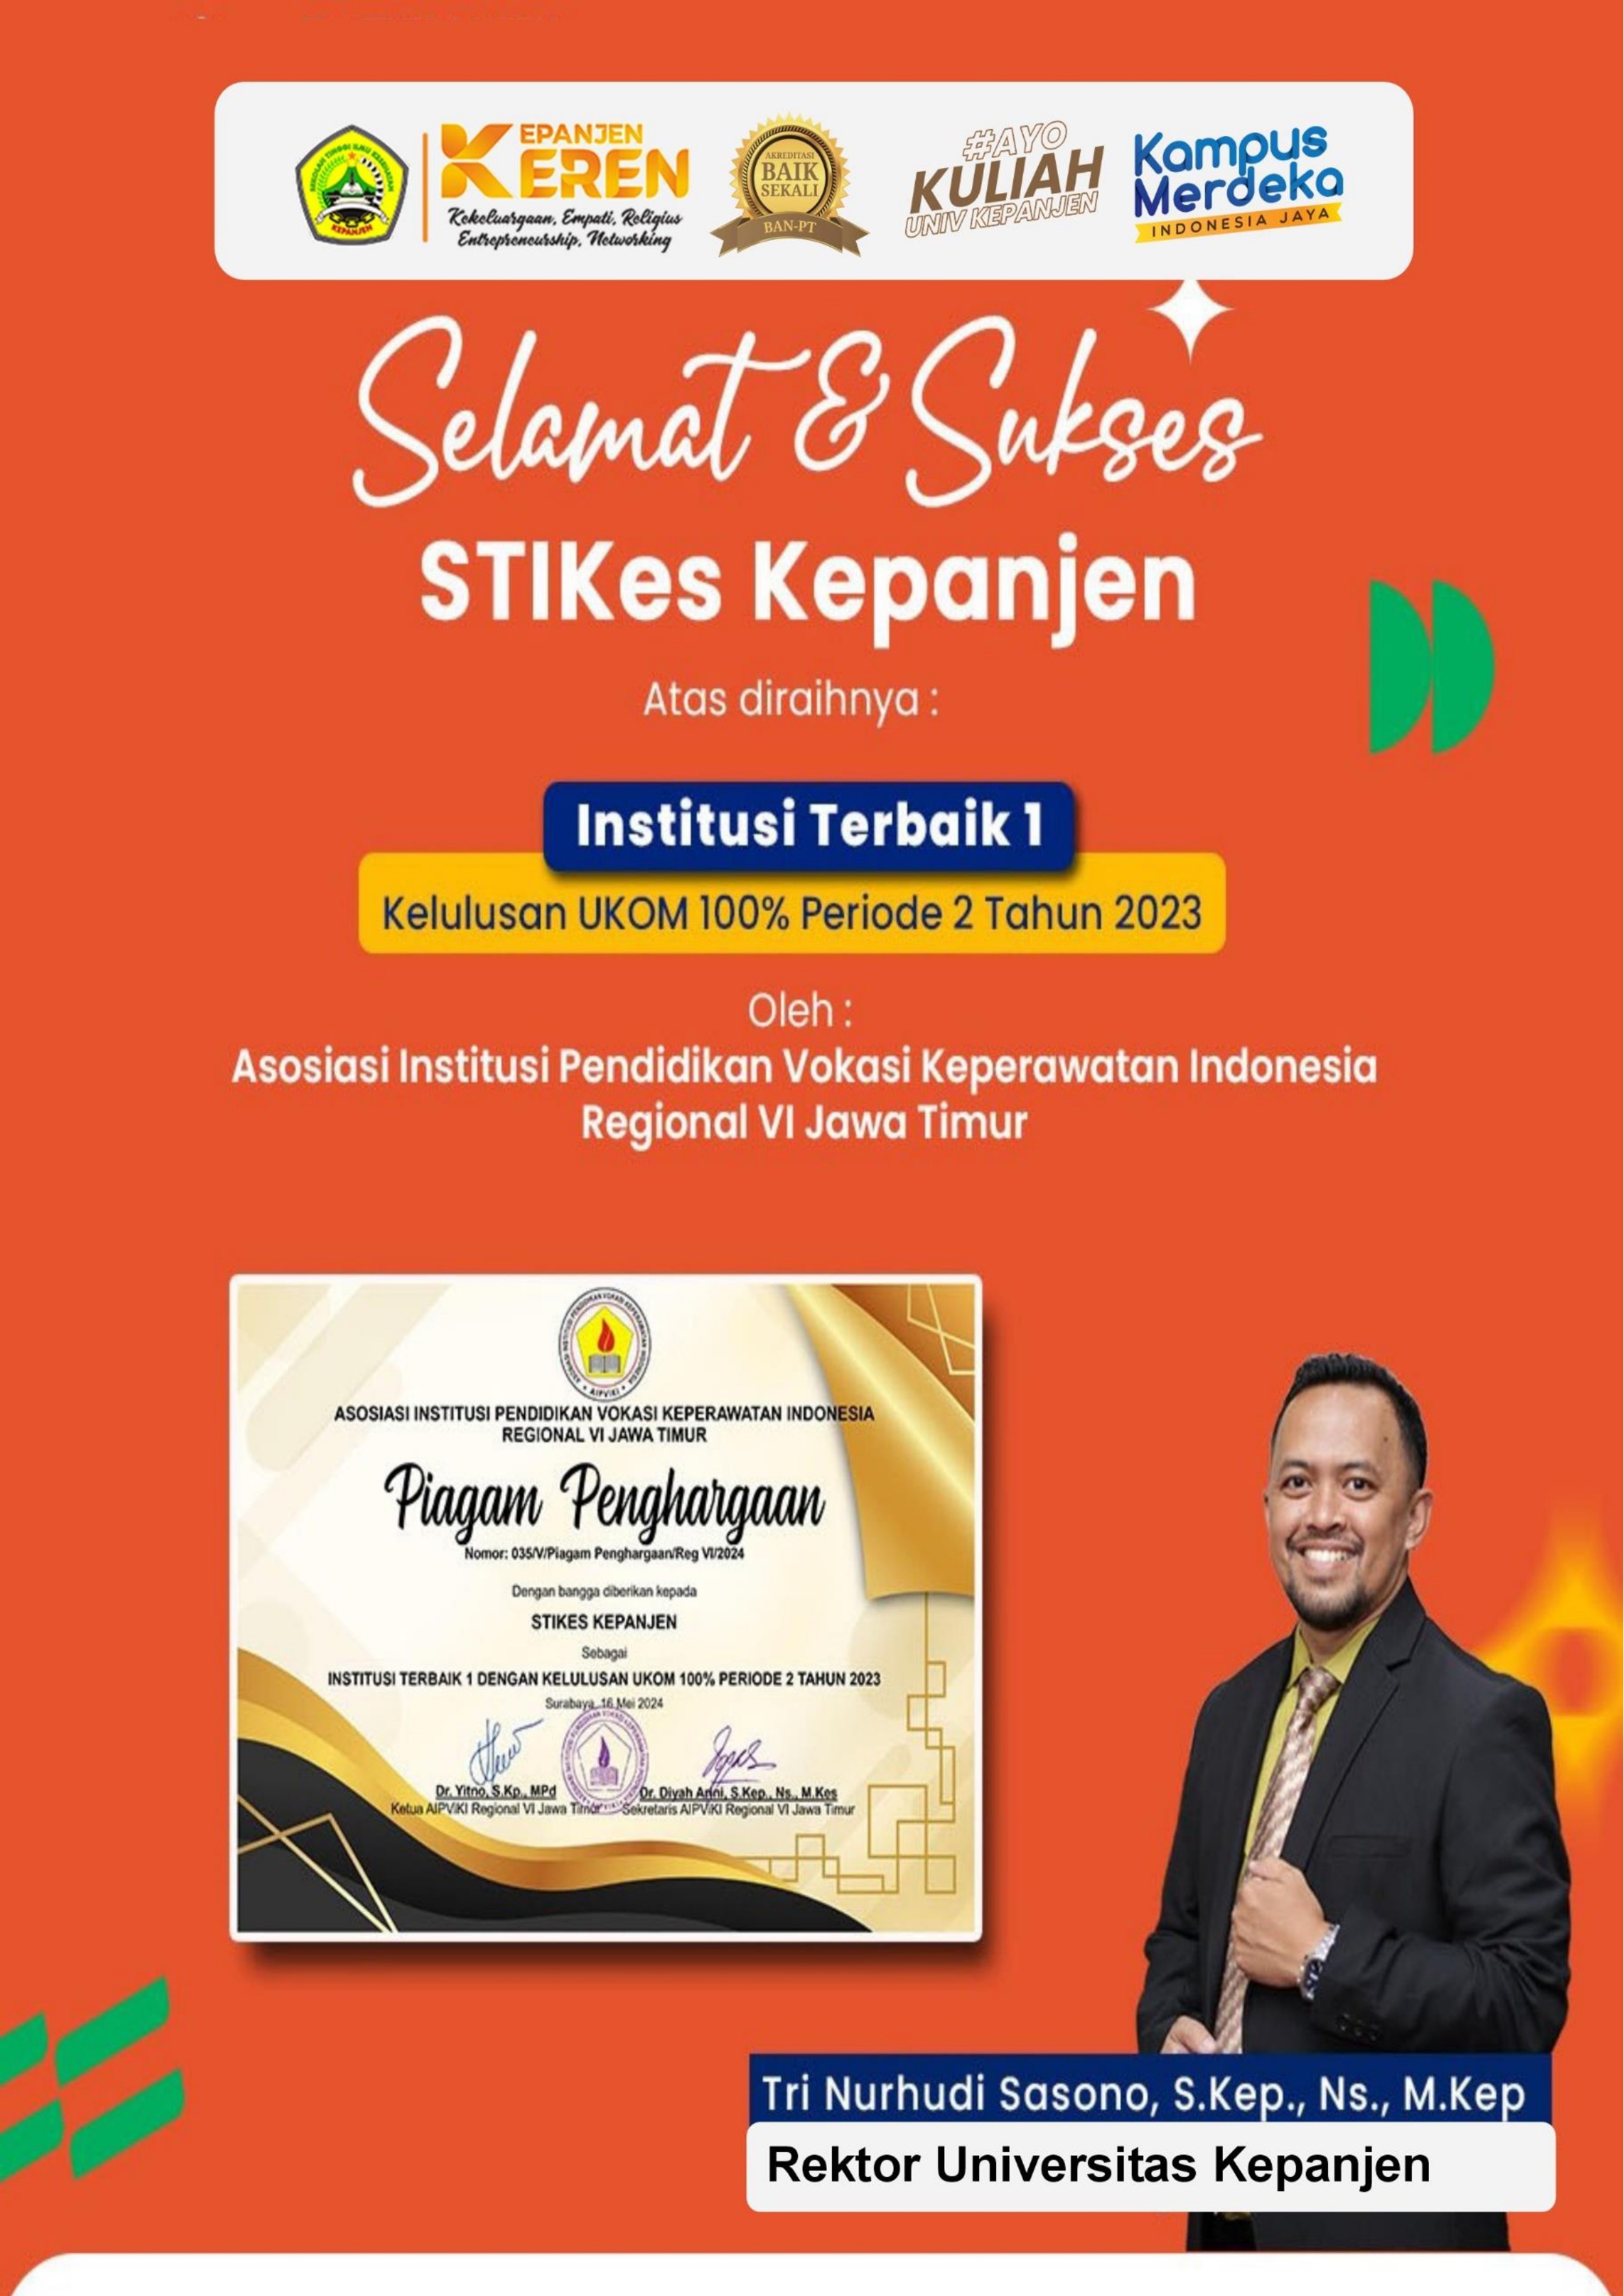 SEKOLAH TINGGI ILMU KESEHATAN
KEPANJEN
KEPANJEN
KEREN
Kekeluargaan, Empati, Religius
Entrepreneurship, Networking
AKREDITASI
BAIK
SEKALI
BAN-PT
#AYO
KULIAH
UNIV KEPANJEN
Kampus
Merdeka
INDONESIA JAYA
Selamat & Sukses
STIKes Kepanjen
Atas diraihnya :
Institusi Terbaik 1
Kelulusan UKOM 100% Periode 2 Tahun 2023
Oleh :
Asosiasi Institusi Pendidikan Vokasi Keperawatan Indonesia
Regional VI Jawa Timur
AIPViKI
ASOSIASI INSTITUSI PENDIDIKAN VOKASI KEPERAWATAN INDONESIA
REGIONAL VI JAWA TIMUR
Piagam Penghargaan
Nomor: 035/V/Piagam Penghargaan/Reg VI/2024
Dengan bangga diberikan kepada
STIKES KEPANJEN
Sebagai
INSTITUSI TERBAIK 1 DENGAN KELULUSAN UKOM 100% PERIODE 2 TAHUN 2023
Surabaya, 16 Mei 2024
Dr. Yitno, S.Kp., MPd
Dr. Diyah Arini, S.Kep., Ns., M.Kes
Ketua AIPViKI Regional VI Jawa Timur
Sekretaris AIPViKI Regional VI Jawa Timur
Tri Nurhudi Sasono, S.Kep., Ns., M.Kep
Rektor Universitas Kepanjen